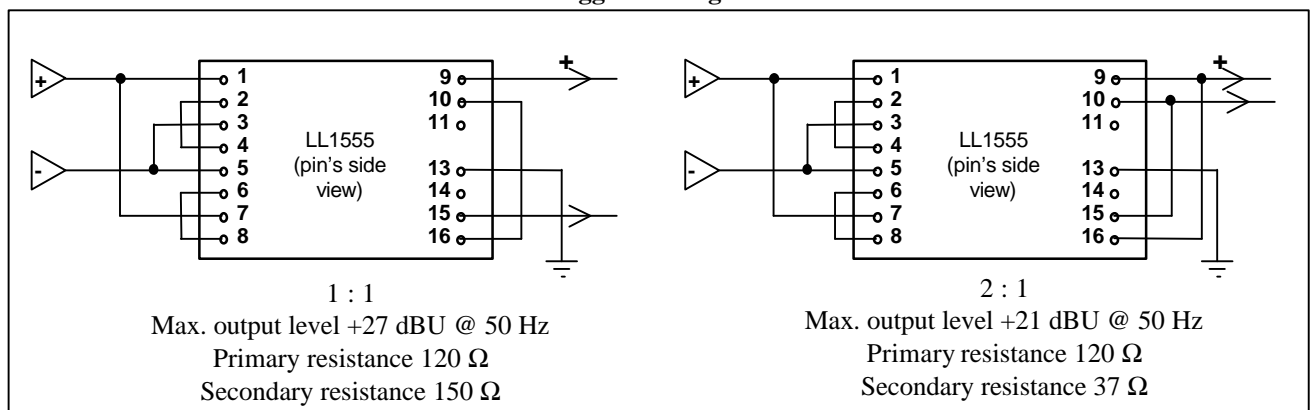 +
-
1
2
3
4
5
6
7
8
LL1555
(pin's side
view)
9
10
11
13
14
15
16
+
1 : 1
Max. output level +27 dBU @ 50 Hz
Primary resistance 120 Ω
Secondary resistance 150 Ω
+
-
1
2
3
4
5
6
7
8
LL1555
(pin's side
view)
9
10
11
13
14
15
16
+
2 : 1
Max. output level +21 dBU @ 50 Hz
Primary resistance 120 Ω
Secondary resistance 37 Ω